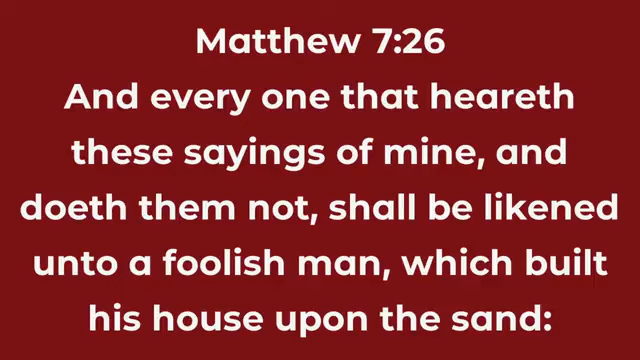 Matthew 7:26
And every one that heareth
these sayings of mine, and
doeth them not, shall be likened
unto a foolish man, which built
his house upon the sand: